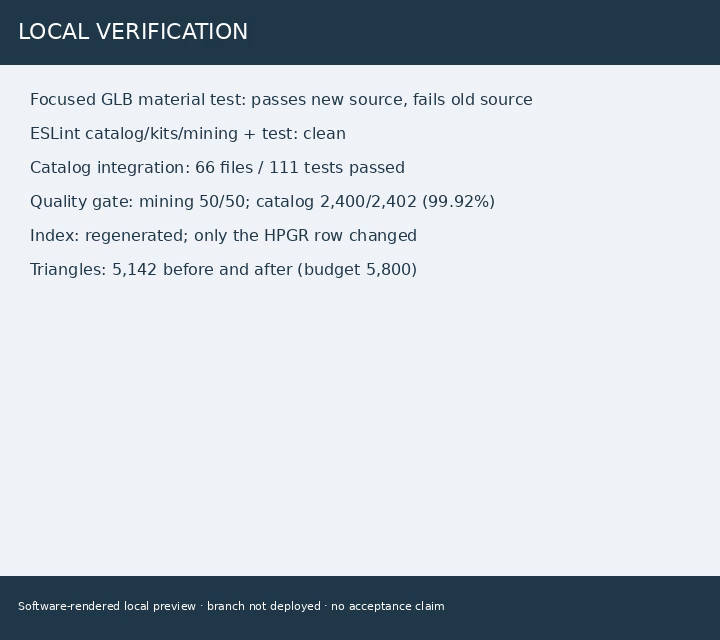 LOCAL VERIFICATION
Focused GLB material test: passes new source, fails old source
ESLint catalog/kits/mining + test: clean
Catalog integration: 66 files / 111 tests passed
Quality gate: mining 50/50; catalog 2,400/2,402 (99.92%)
Index: regenerated; only the HPGR row changed
Triangles: 5,142 before and after (budget 5,800)
Software-rendered local preview · branch not deployed · no acceptance claim